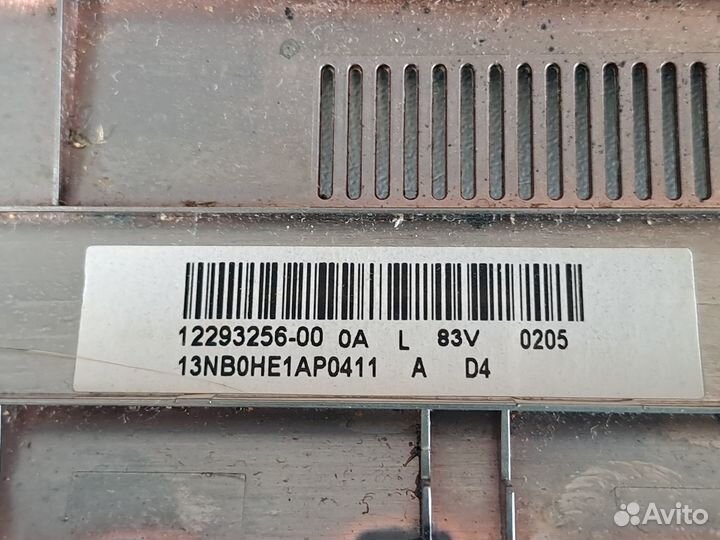 12293256-00 0A L 83V 0205
13NB0HE1AP0411 A D4
Avito